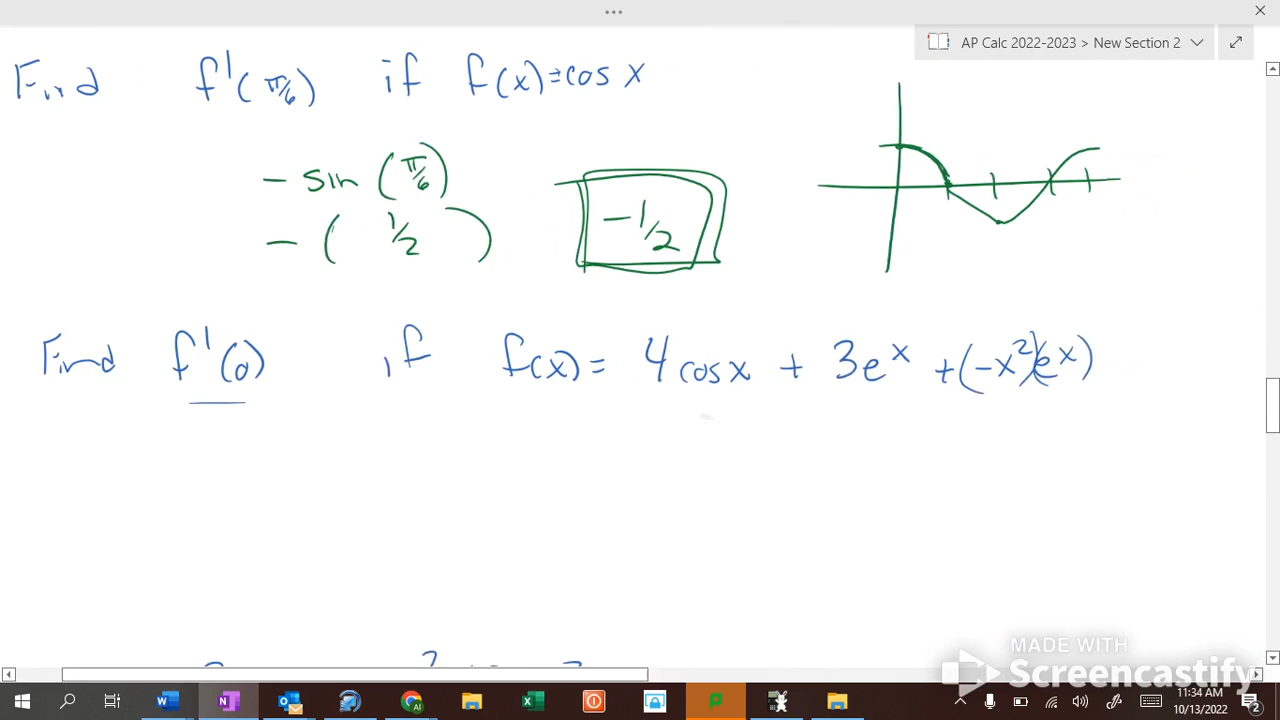 AP Calc 2022-2023 > New Section 2
Find f'(π/6) if f(x)=cos x
- sin (π/6)
- (1/2)
-1/2
Find f'(0) if f(x) = 4 cos x + 3e^x + (-x^2)(e^x)
MADE WITH
Screencastify
11:34 AM
10/13/2022